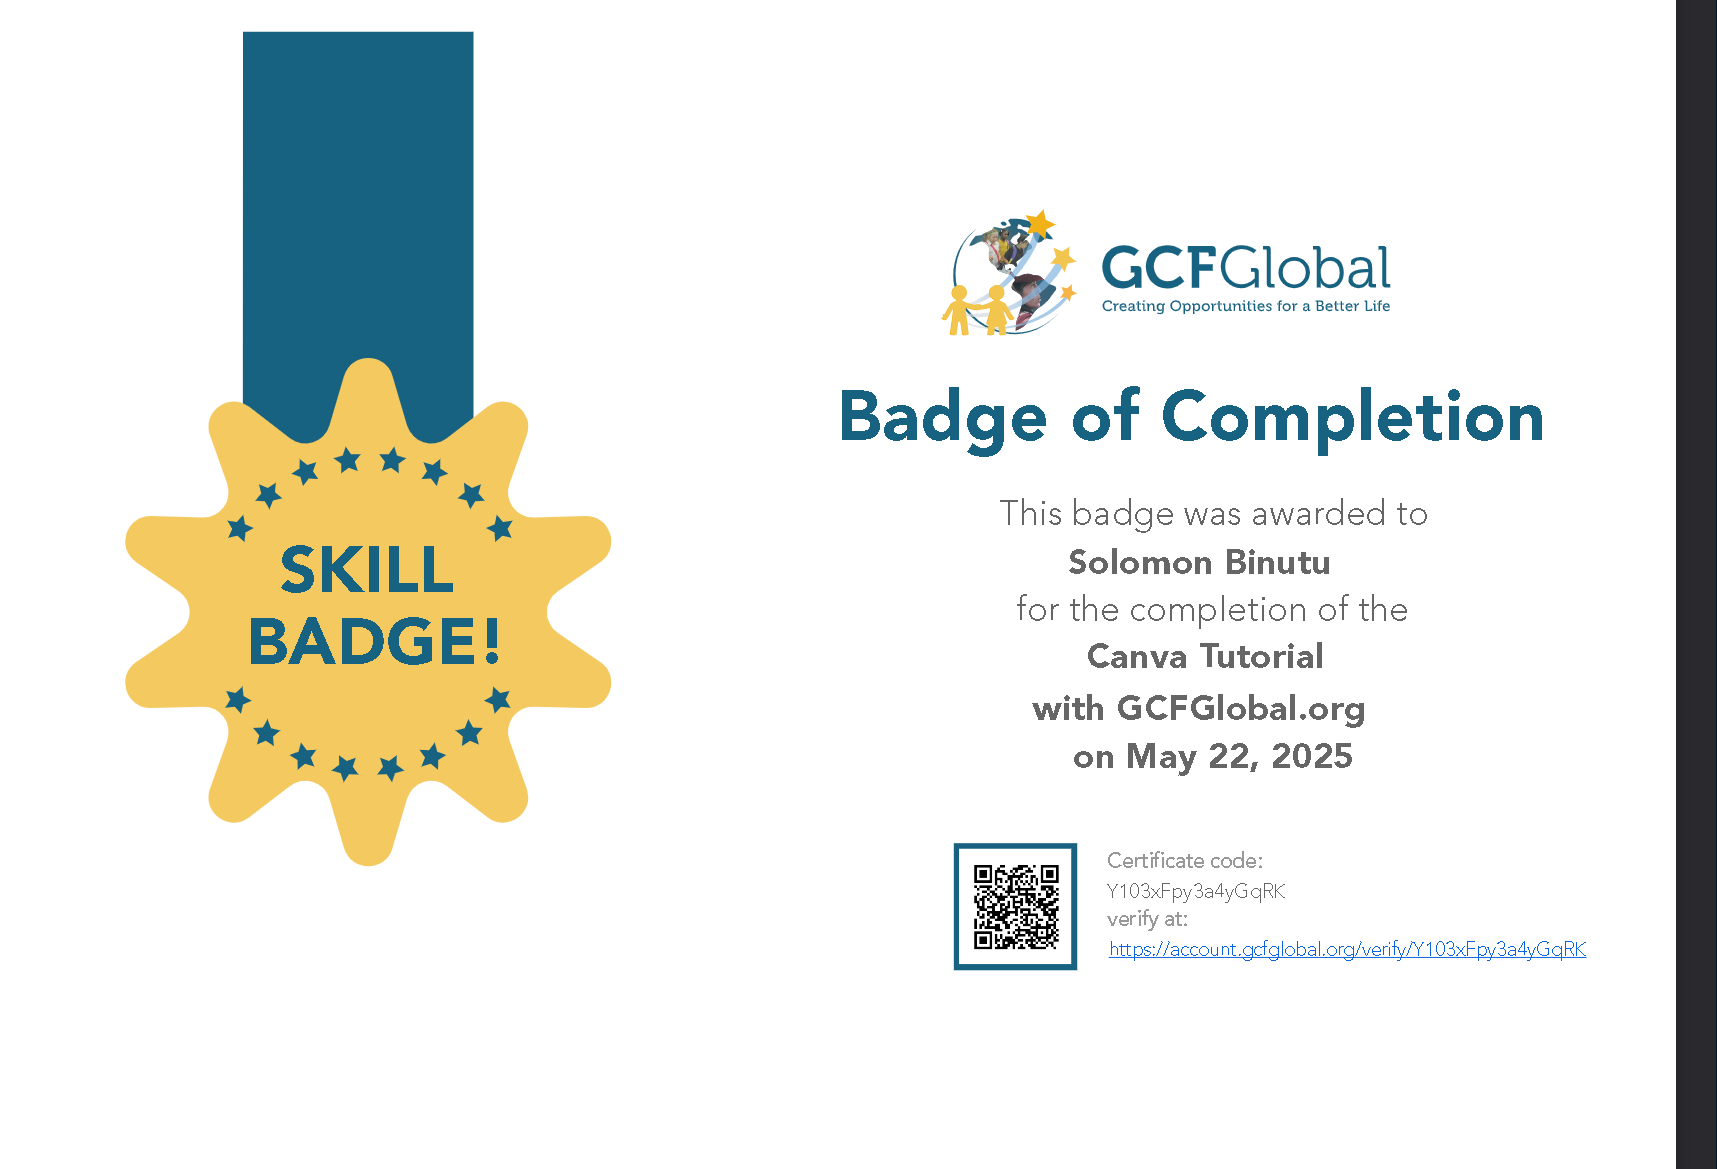 SKILL
BADGE!
GCFGlobal
Creating Opportunities for a Better Life
Badge of Completion
This badge was awarded to
Solomon Binutu
for the completion of the
Canva Tutorial
with GCFGlobal.org
on May 22, 2025
Certificate code:
Y103xFpy3a4yGqRK
verify at:
https://account.gcfglobal.org/verify/Y103xFpy3a4yGqRK